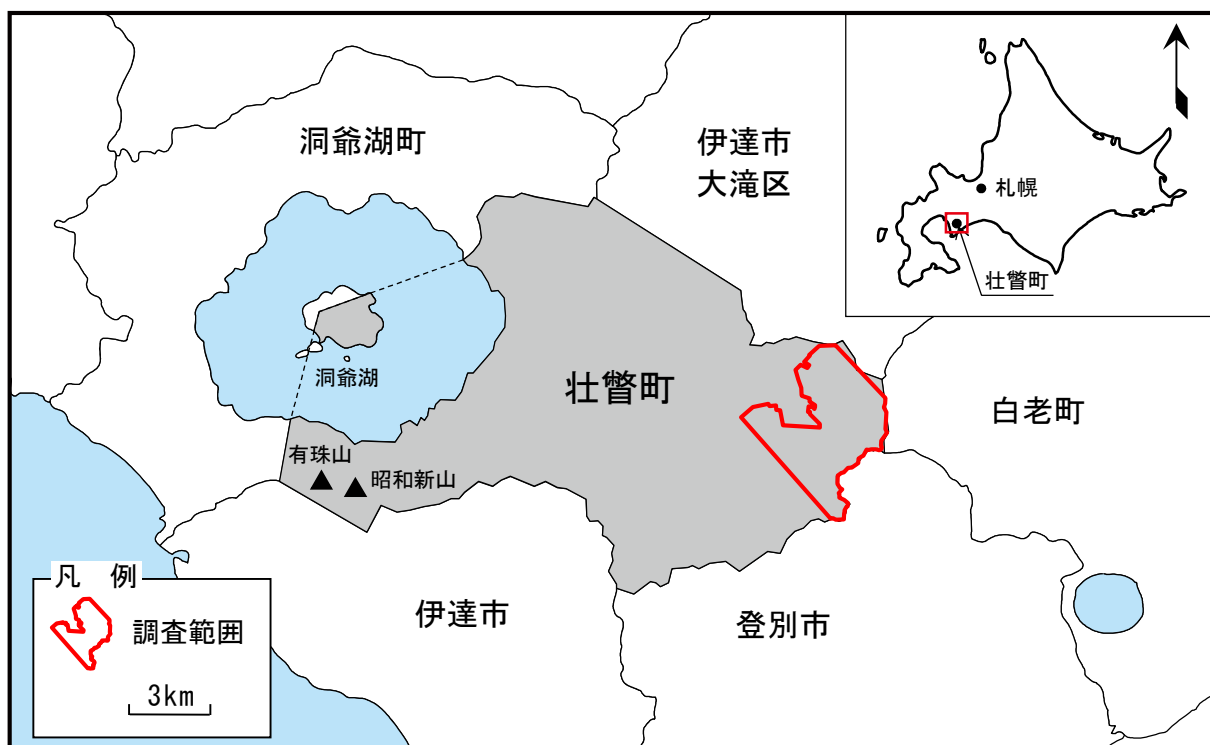 洞爺湖町
伊達市
大滝区
札幌
壮瞥町
洞爺湖
壮瞥町
白老町
有珠山
昭和新山
凡 例
調査範囲
3km
伊達市
登別市